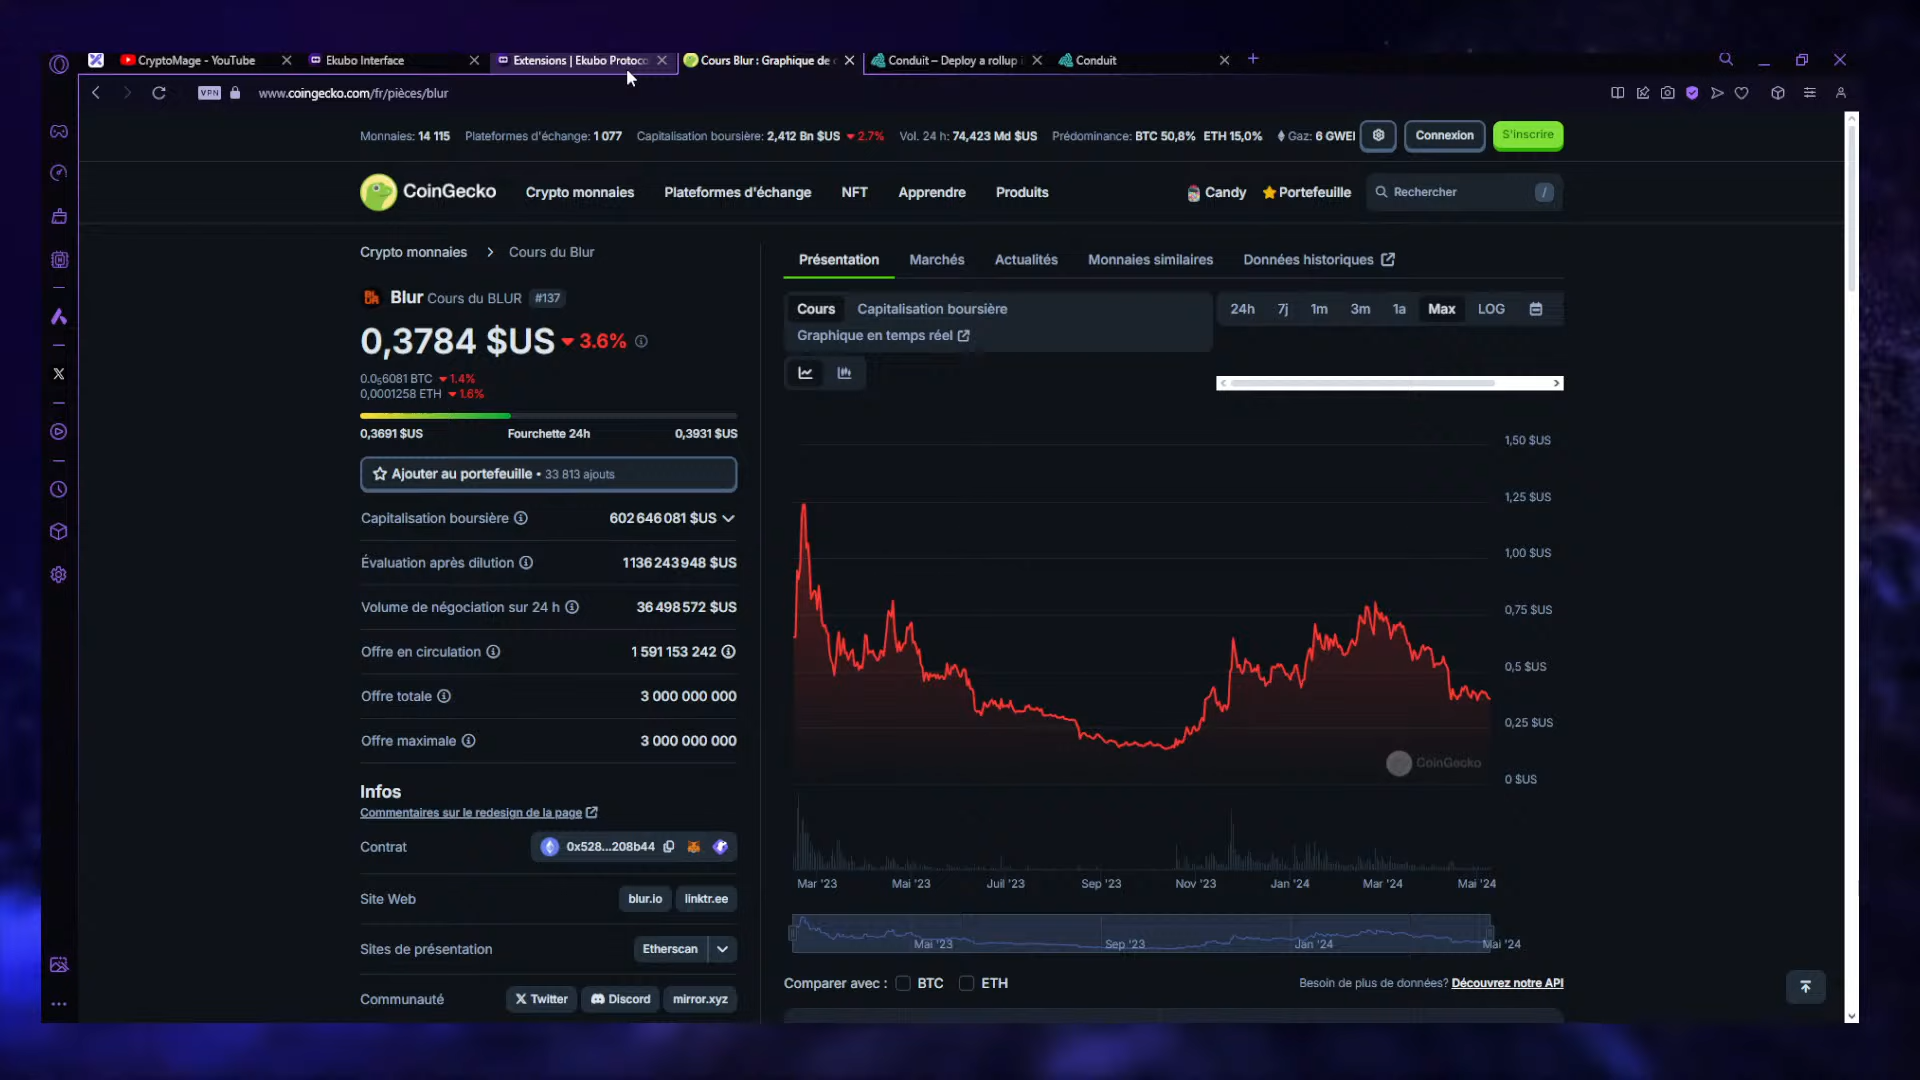 CryptoMage - YouTube
Ekubo Interface
Extensions | Ekubo Protoco
Cours Blur : Graphique de
Conduit – Deploy a rollup
Conduit
VPN
www.coingecko.com/fr/pièces/blur
Monnaies: 14 115 Plateformes d'échange: 1 077 Capitalisation boursière: 2,412 Bn $US 2.7% Vol. 24 h: 74,423 Md $US Prédominance: BTC 50,8% ETH 15,0% Gaz: 6 GWEI
Connexion
S'inscrire
CoinGecko
Crypto monnaies
Plateformes d'échange
NFT
Apprendre
Produits
Candy
Portefeuille
Rechercher
/
Crypto monnaies > Cours du Blur
Blur Cours du BLUR #137
0,3784 $US 3.6%
0.0₆6081 BTC 1.4%
0,0001258 ETH 1.6%
0,3691 $US Fourchette 24h 0,3931 $US
Ajouter au portefeuille • 33 813 ajouts
Capitalisation boursière 602 646 081 $US
Évaluation après dilution 1 136 243 948 $US
Volume de négociation sur 24 h 36 498 572 $US
Offre en circulation 1 591 153 242
Offre totale 3 000 000 000
Offre maximale 3 000 000 000
Infos
Commentaires sur le redesign de la page
Contrat 0x528...208b44
Site Web blur.io linktr.ee
Sites de présentation Etherscan
Communauté Twitter Discord mirror.xyz
Présentation
Marchés
Actualités
Monnaies similaires
Données historiques
Cours Capitalisation boursière
Graphique en temps réel
24h 7j 1m 3m 1a Max LOG
1,50 $US
1,25 $US
1,00 $US
0,75 $US
0,5 $US
0,25 $US
0 $US
CoinGecko
Mar '23 Mai '23 Juil '23 Sep '23 Nov '23 Jan '24 Mar '24 Mai '24
Mai '23 Sep '23 Jan '24 Mai '24
Comparer avec : BTC ETH
Besoin de plus de données? Découvrez notre API